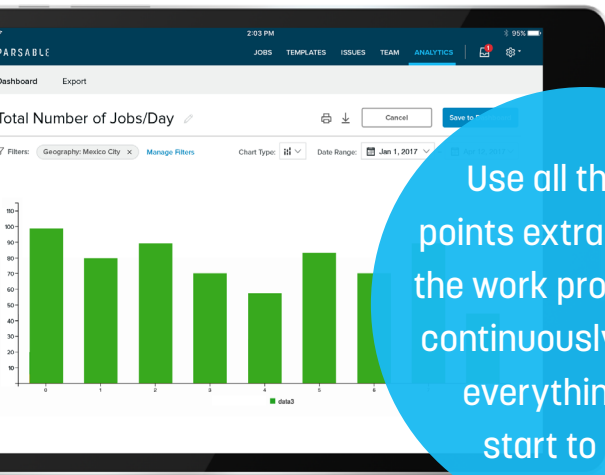 2:03 PM
95%
PARSABLE
JOBS TEMPLATES ISSUES TEAM ANALYTICS
1
Dashboard Export
Total Number of Jobs/Day
Cancel
Save to
Filters: Geography: Mexico City × Manage Filters
Chart Type:
Date Range: Jan 1, 2017
110
100
90
80
70
60
50
40
30
20
10
0 1 2 3 4 5 6
data3
Use all th
points extra
the work pro
continuously
everythin
start to